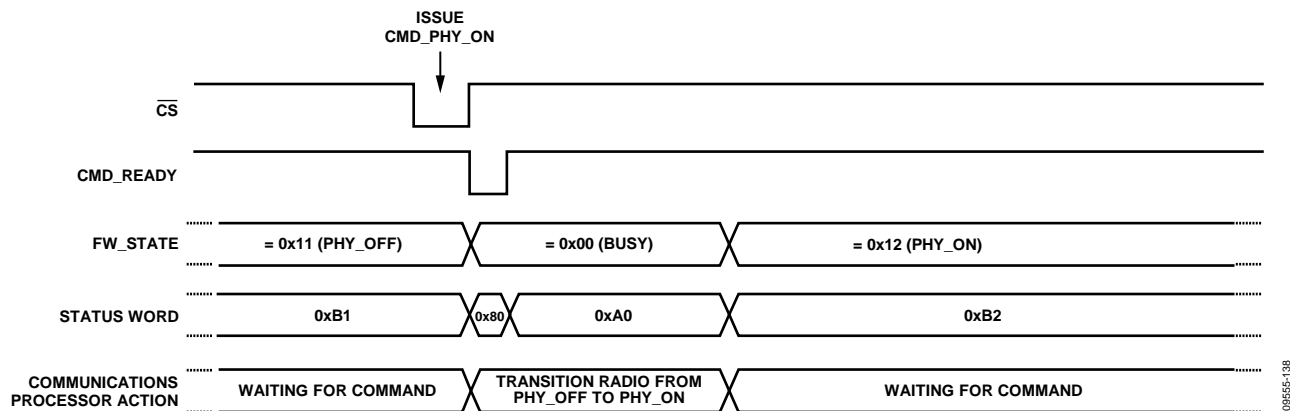 ISSUE
CMD_PHY_ON
CS
CMD_READY
FW_STATE
= 0x11 (PHY_OFF)
= 0x00 (BUSY)
= 0x12 (PHY_ON)
STATUS WORD
0xB1
0x80
0xA0
0xB2
COMMUNICATIONS
PROCESSOR ACTION
WAITING FOR COMMAND
TRANSITION RADIO FROM
PHY_OFF TO PHY_ON
WAITING FOR COMMAND
09555-138